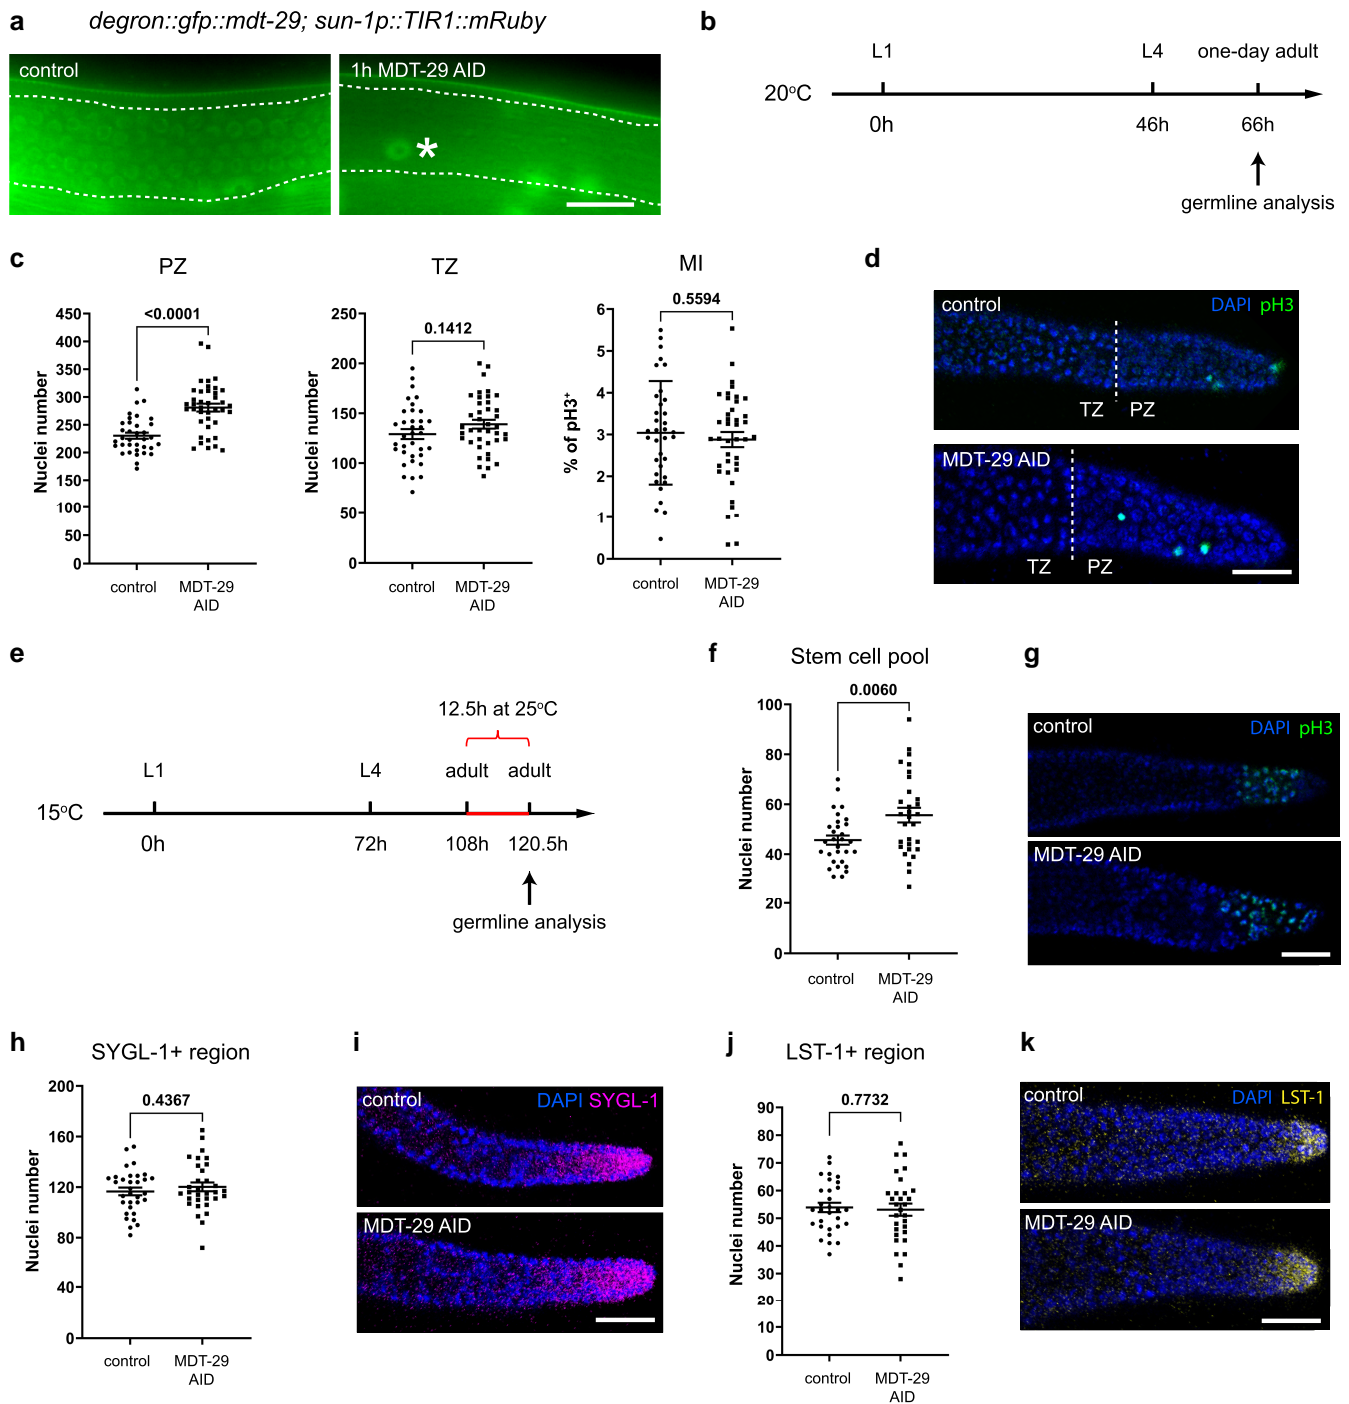 a
degron::gfp::mdt-29; sun-1p::TIR1::mRuby
control
1h MDT-29 AID
*
b
L1
L4
one-day adult
20°C
0h
46h
66h
germline analysis
c
PZ
Nuclei number
450
400
350
300
250
200
150
100
50
0
<0.0001
control
MDT-29
AID
TZ
Nuclei number
250
200
150
100
50
0
0.1412
control
MDT-29
AID
MI
% of pH3+
6
5
4
3
2
1
0
0.5594
control
MDT-29
AID
d
control
DAPI pH3
TZ
PZ
MDT-29 AID
TZ
PZ
e
12.5h at 25°C
L1
L4
adult
adult
15°C
0h
72h
108h
120.5h
germline analysis
f
Stem cell pool
Nuclei number
100
80
60
40
20
0
0.0060
control
MDT-29
AID
g
control
DAPI pH3
MDT-29 AID
h
SYGL-1+ region
Nuclei number
200
160
120
80
40
0
0.4367
control
MDT-29
AID
i
control
DAPI SYGL-1
MDT-29 AID
j
LST-1+ region
Nuclei number
90
80
70
60
50
40
30
20
10
0
0.7732
control
MDT-29
AID
k
control
DAPI LST-1
MDT-29 AID